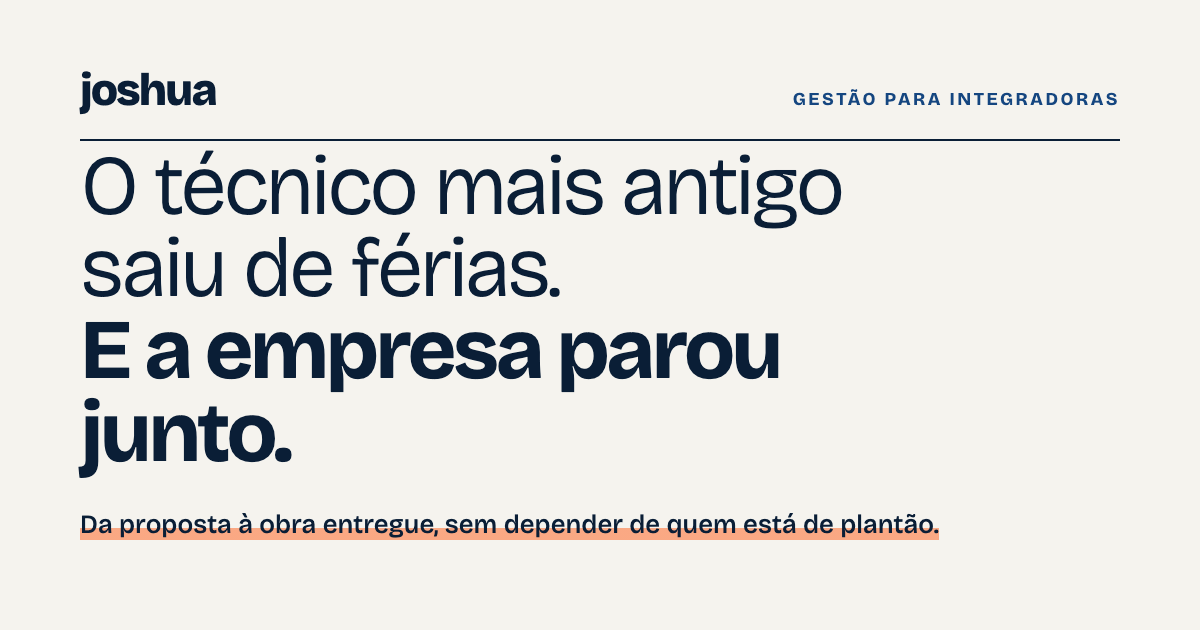 joshua
GESTÃO PARA INTEGRADORAS
O técnico mais antigo
saiu de férias.
E a empresa parou
junto.
Da proposta à obra entregue, sem depender de quem está de plantão.